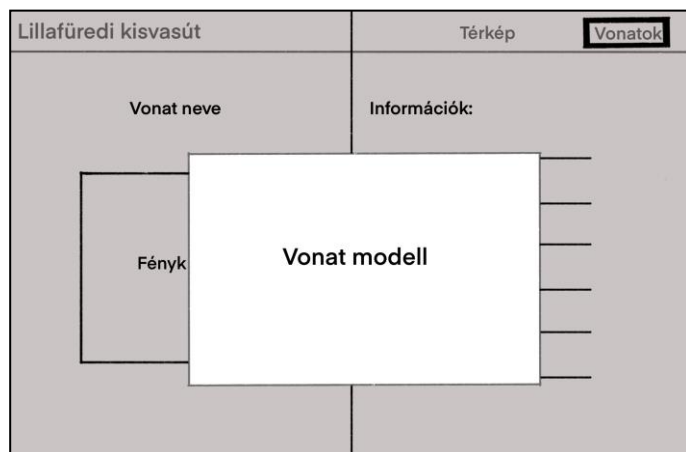 Lillafüredi kisvasút
Térkép
Vonatok
Vonat neve
Információk:
Fényk
Vonat modell